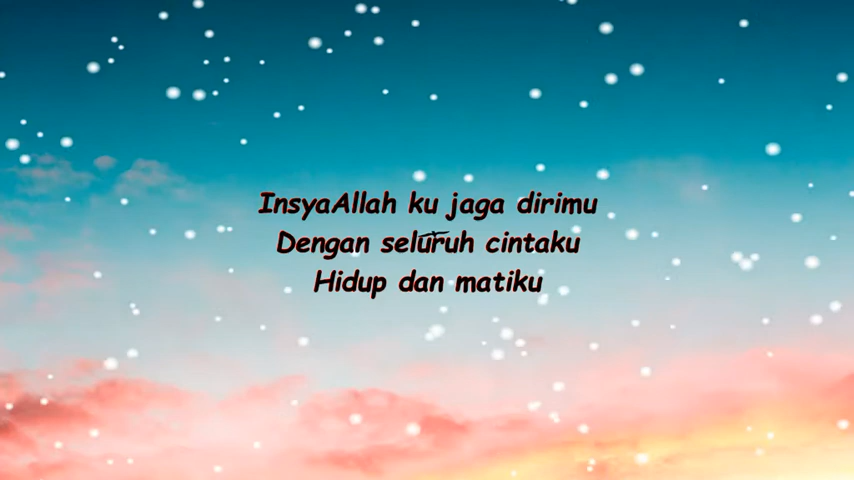 InsyaAllah ku jaga dirimu
Dengan seluruh cintaku
Hidup dan matiku